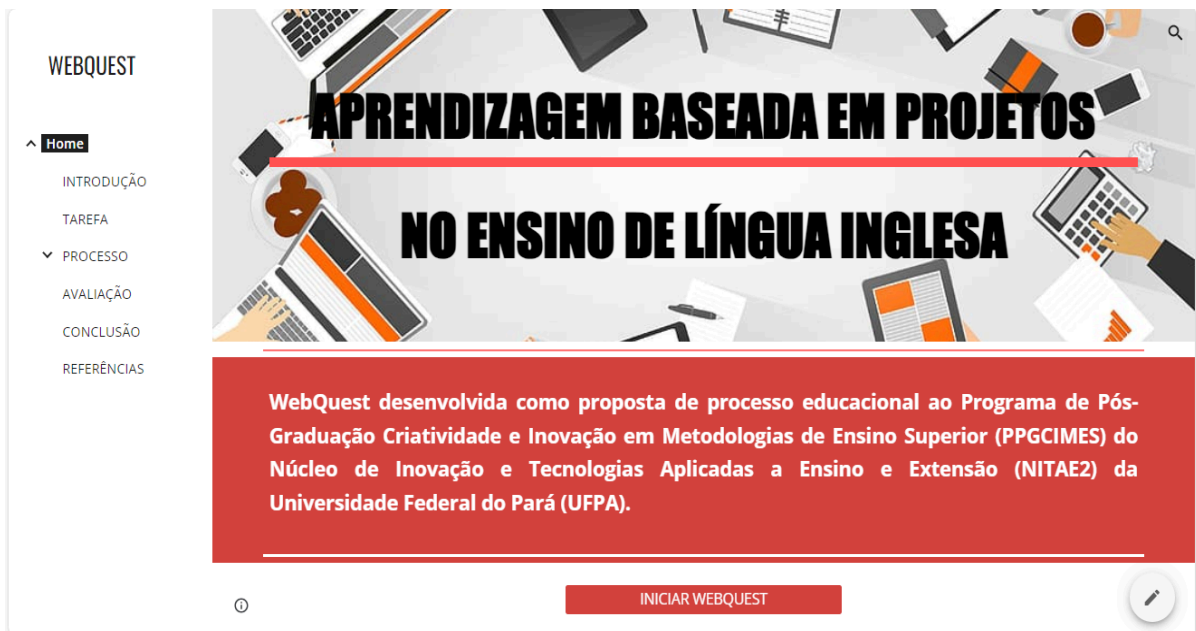 WEBQUEST
Home
INTRODUÇÃO
TAREFA
PROCESSO
AVALIAÇÃO
CONCLUSÃO
REFERÊNCIAS
APRENDIZAGEM BASEADA EM PROJETOS
NO ENSINO DE LÍNGUA INGLESA
WebQuest desenvolvida como proposta de processo educacional ao Programa de Pós-
Graduação Criatividade e Inovação em Metodologias de Ensino Superior (PPGCIMES) do
Núcleo de Inovação e Tecnologias Aplicadas a Ensino e Extensão (NITAE2) da
Universidade Federal do Pará (UFPA).
INICIAR WEBQUEST